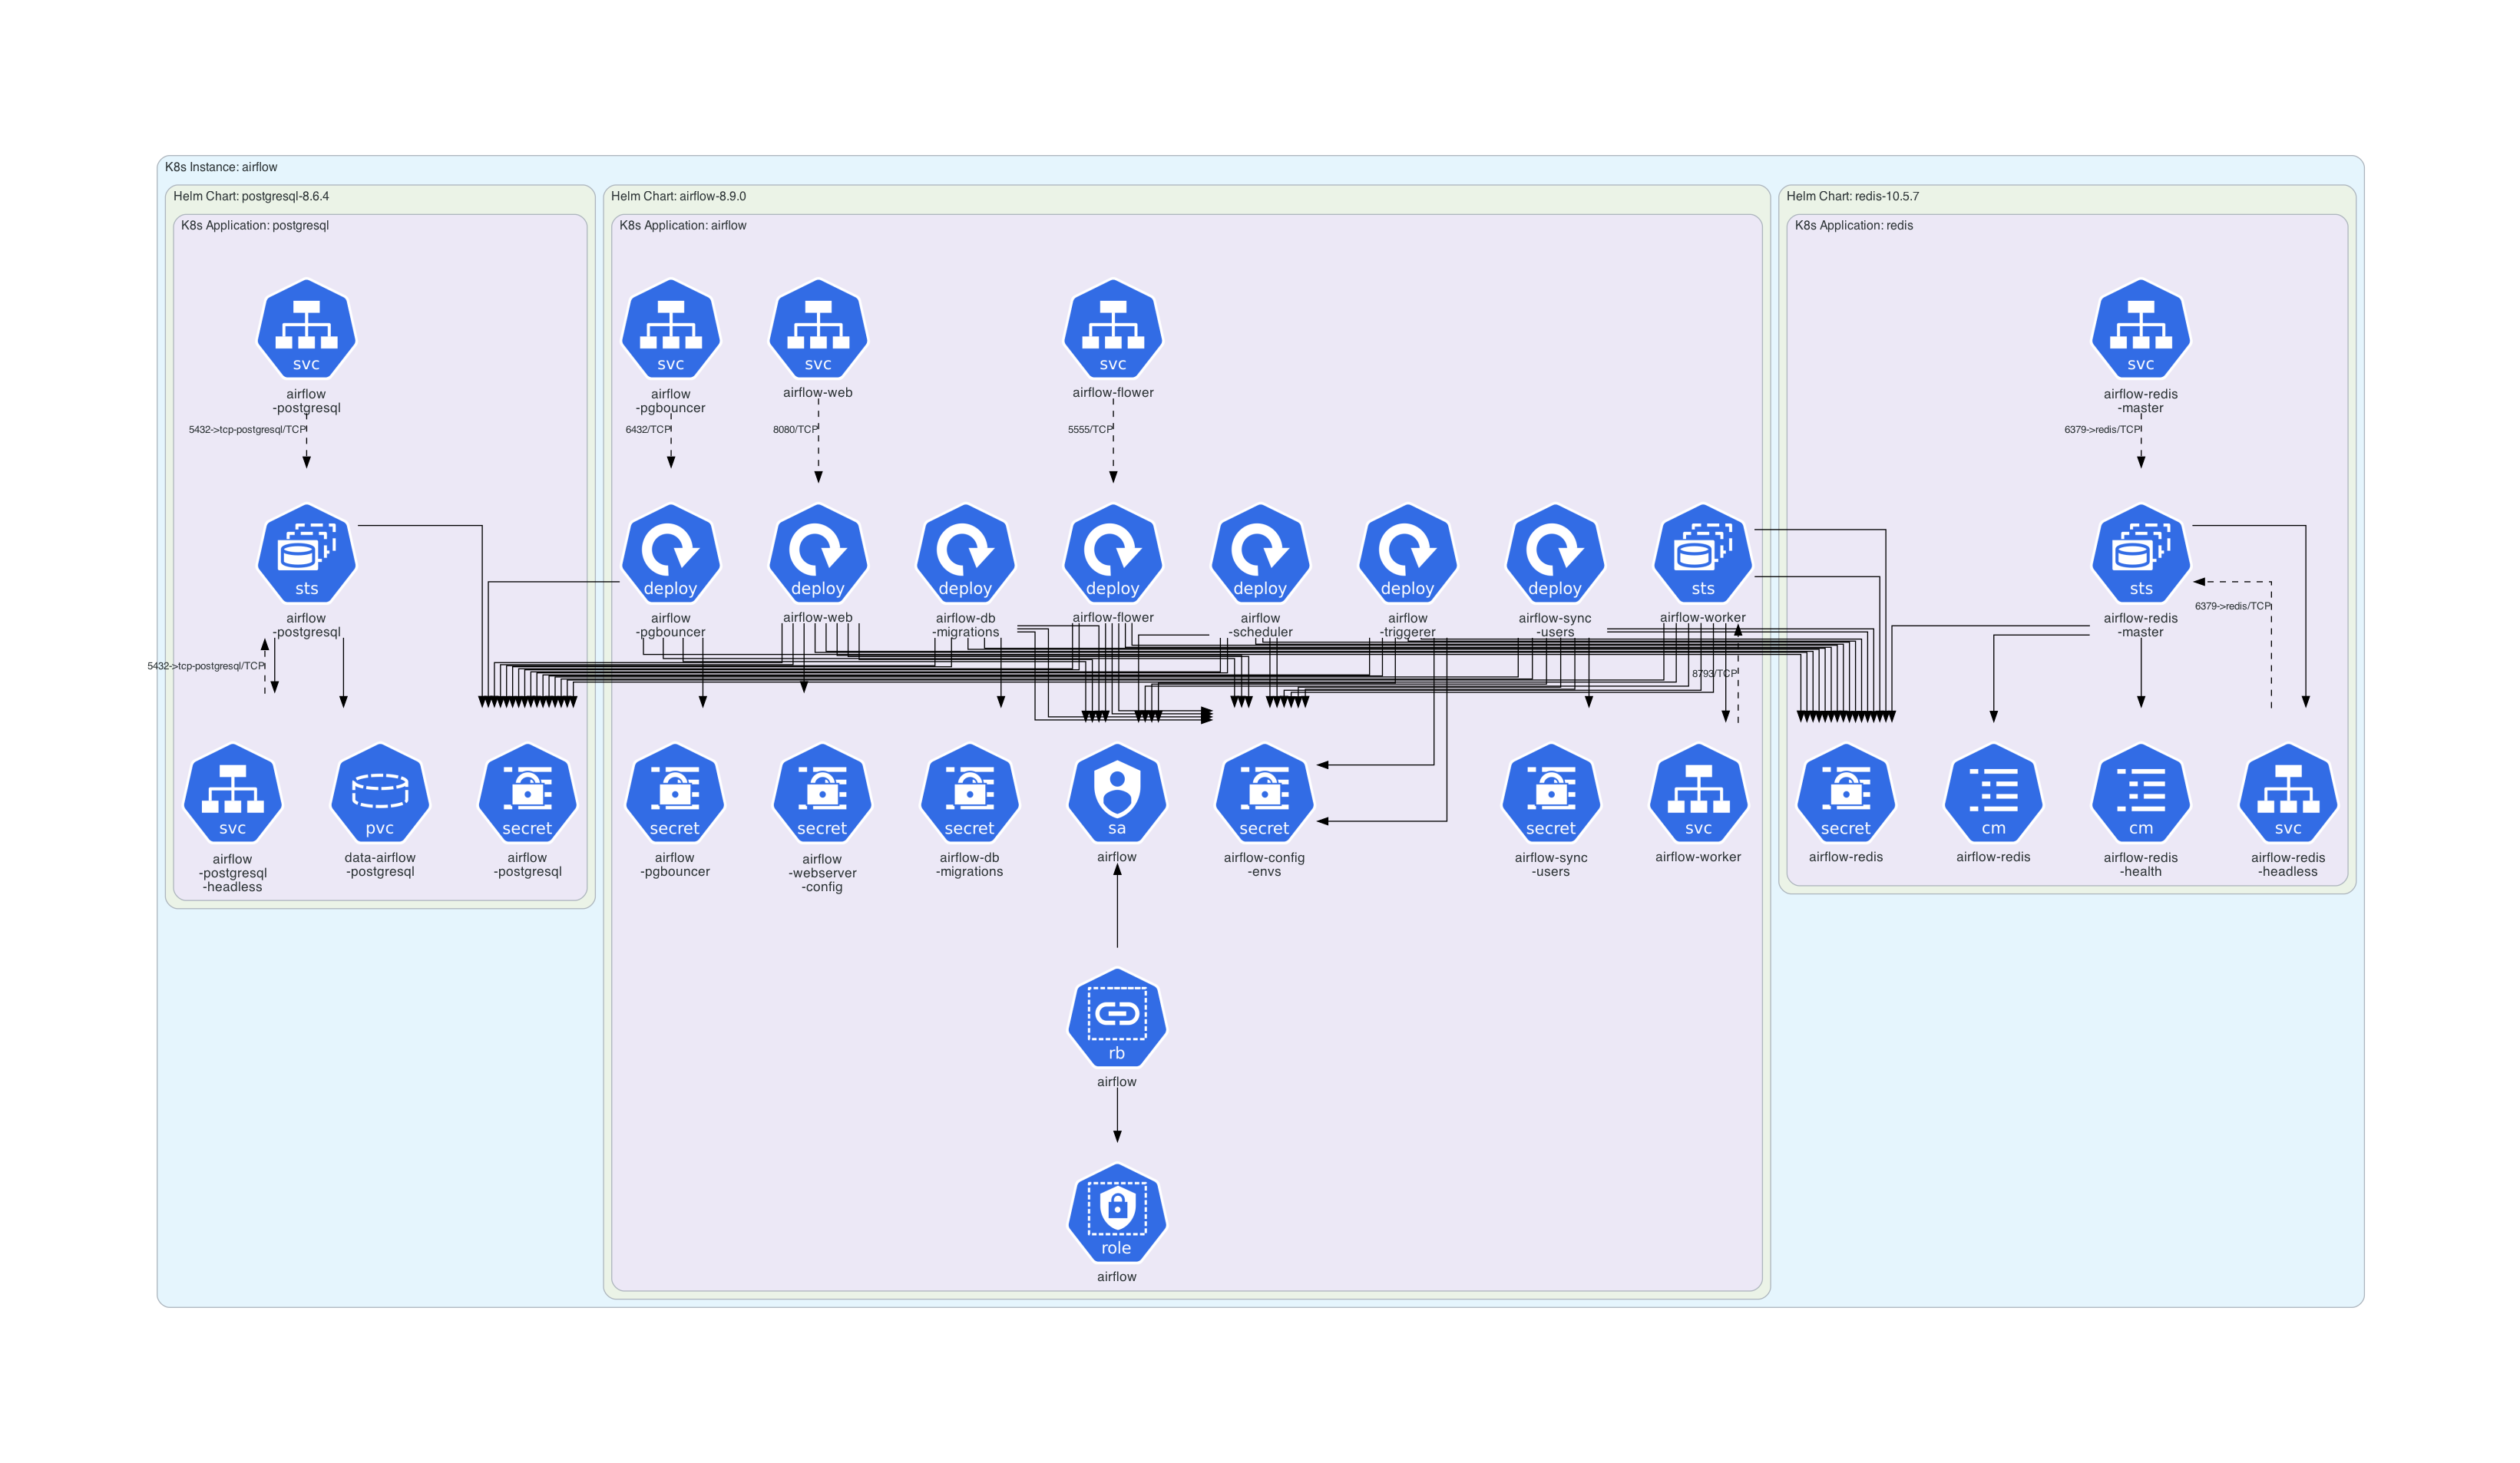 K8s Instance: airflow
Helm Chart: postgresql-8.6.4
Helm Chart: airflow-8.9.0
Helm Chart: redis-10.5.7
K8s Application: postgresql
K8s Application: airflow
K8s Application: redis
svc
svc
svc
svc
svc
airflow
-postgresql
airflow
-pgbouncer
airflow-web
airflow-flower
airflow-redis
-master
5432->tcp-postgresql/TCP
6432/TCP
8080/TCP
5555/TCP
6379->redis/TCP
sts
deploy
deploy
deploy
deploy
deploy
deploy
deploy
sts
sts
airflow
-postgresql
airflow
-pgbouncer
airflow-web
airflow-db
-migrations
airflow-flower
airflow
-scheduler
airflow
-triggerer
airflow-sync
-users
airflow-worker
airflow-redis
-master
6379->redis/TCP
5432->tcp-postgresql/TCP
8793/TCP
svc
pvc
secret
secret
secret
secret
sa
secret
secret
svc
secret
cm
cm
svc
airflow
-postgresql
-headless
data-airflow
-postgresql
airflow
-postgresql
airflow
-pgbouncer
airflow
-webserver
-config
airflow-db
-migrations
airflow
airflow-config
-envs
airflow-sync
-users
airflow-worker
airflow-redis
airflow-redis
airflow-redis
-health
airflow-redis
-headless
rb
airflow
role
airflow